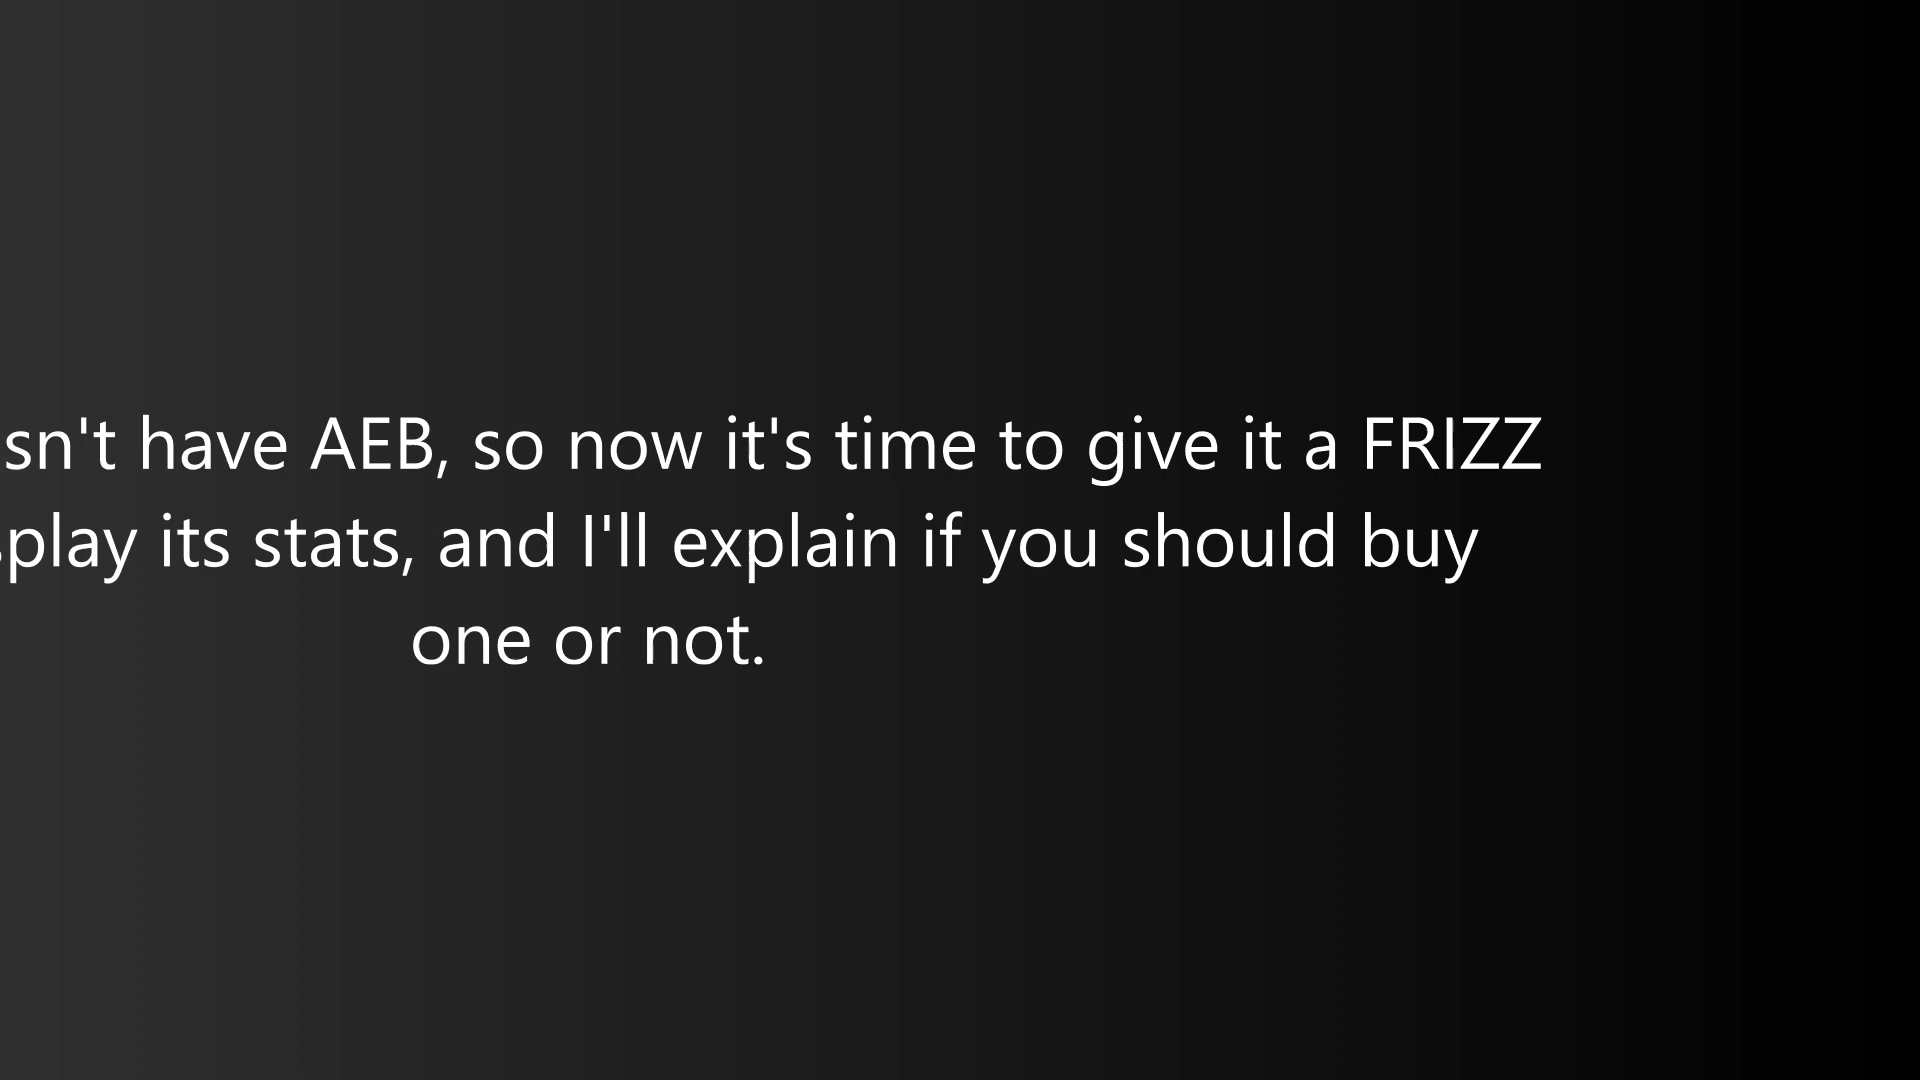 sn't have AEB, so now it's time to give it a FRIZZ
play its stats, and I'll explain if you should buy
one or not.